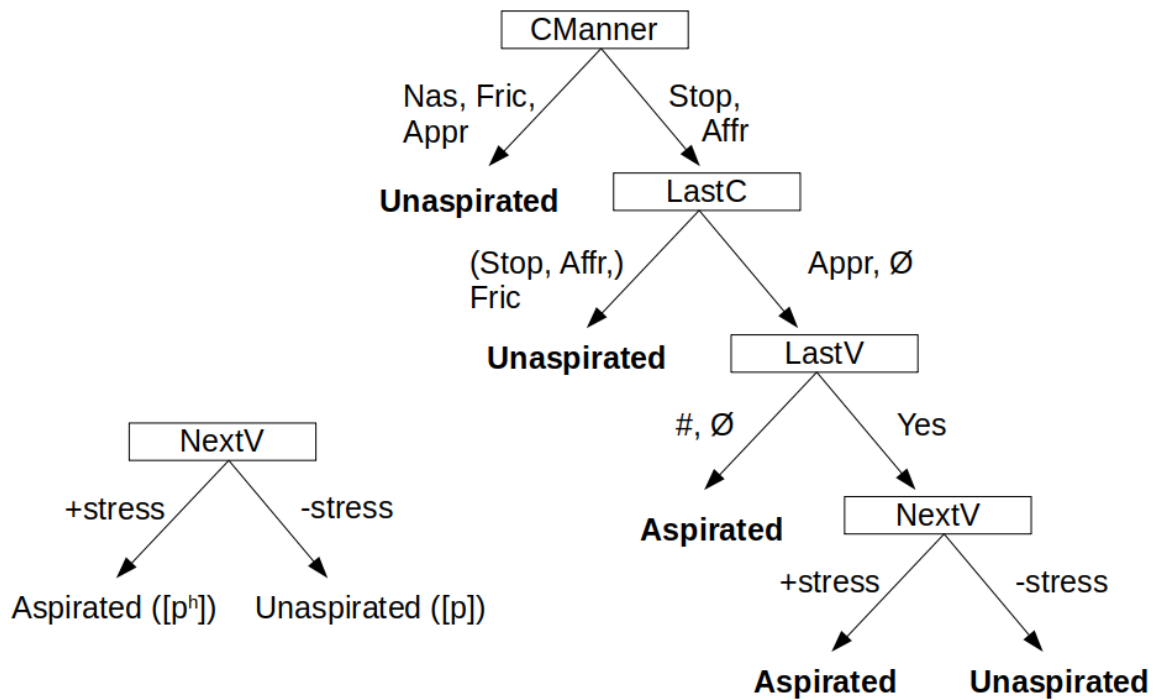 CManner
Nas, Fric,
Appr
Stop,
Affr
Unaspirated
LastC
(Stop, Affr,)
Fric
Appr, Ø
Unaspirated
LastV
#, Ø
Yes
Aspirated
NextV
+stress
-stress
Aspirated
Unaspirated
NextV
+stress
-stress
Aspirated ([pʰ])
Unaspirated ([p])